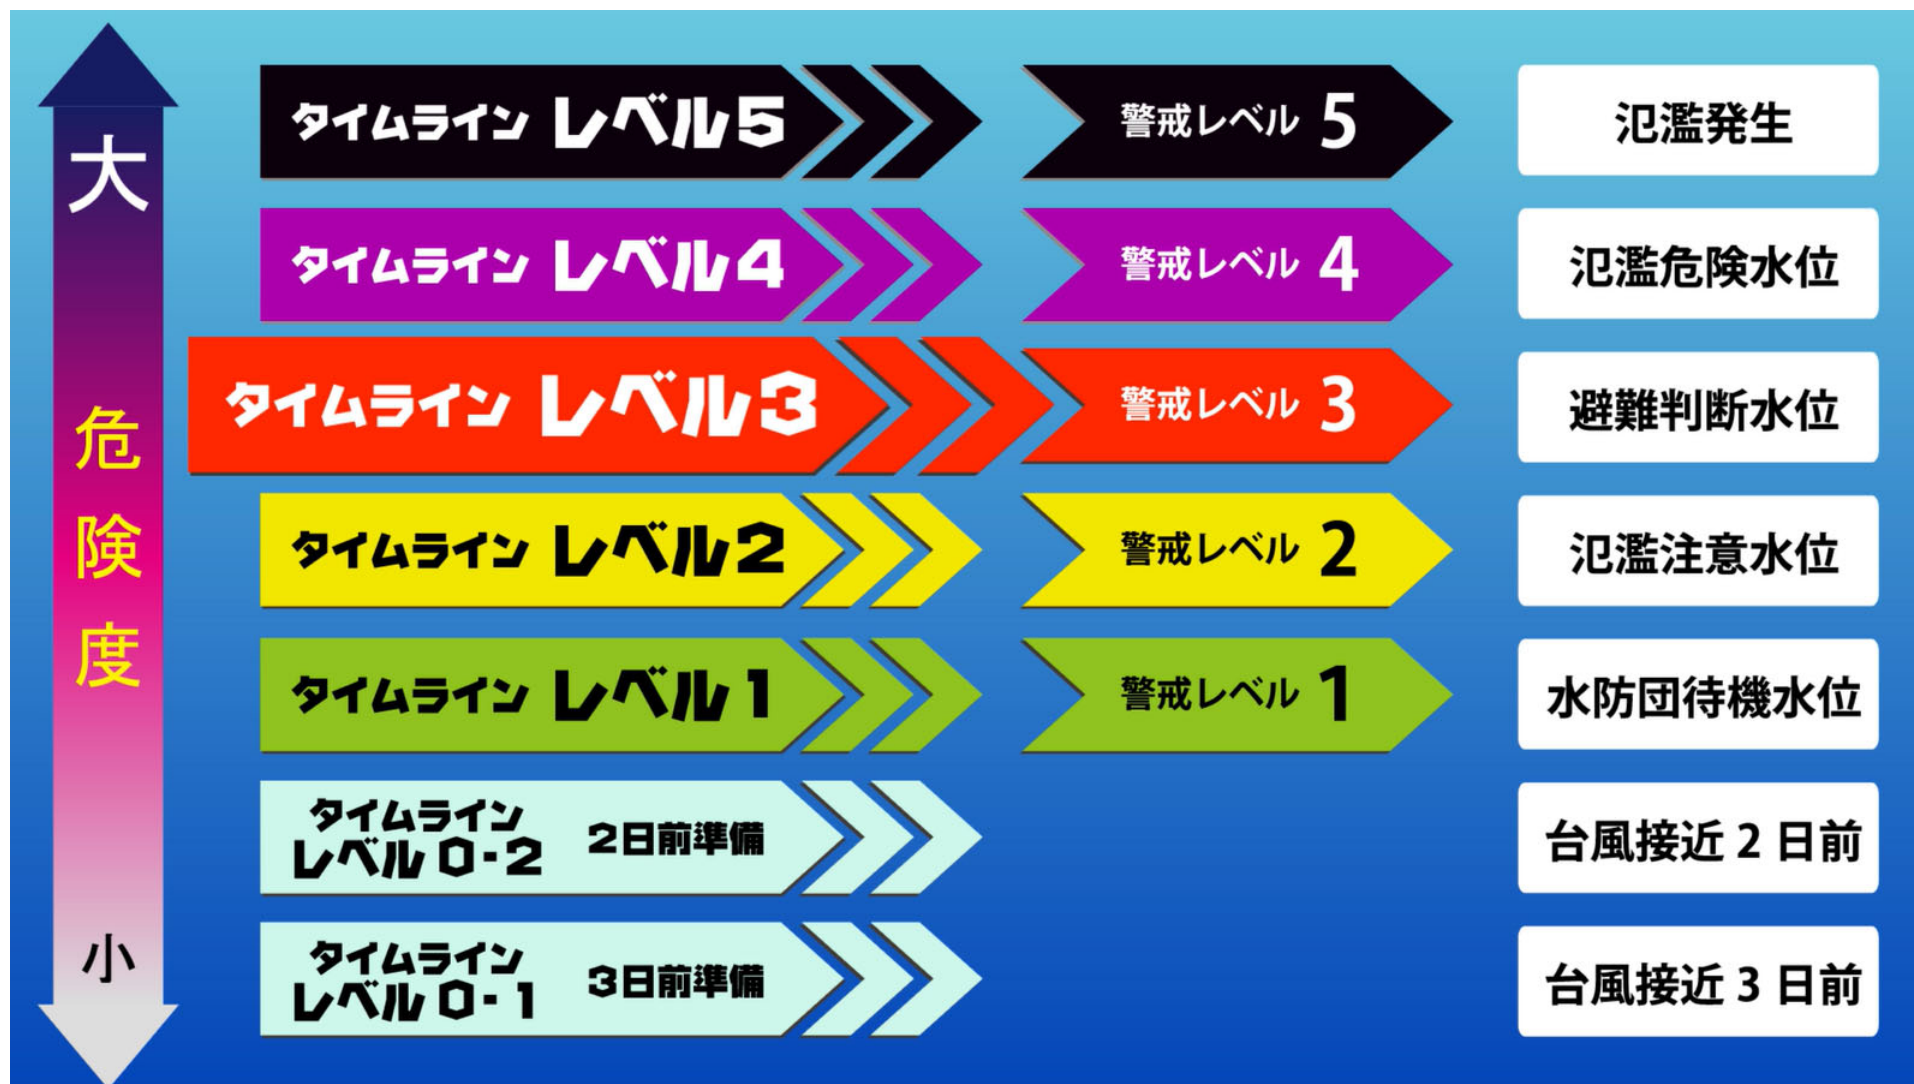 大
危
険
度
小
タイムライン レベル5
警戒レベル 5
氾濫発生
タイムライン レベル4
警戒レベル 4
氾濫危険水位
タイムライン レベル3
警戒レベル 3
避難判断水位
タイムライン レベル2
警戒レベル 2
氾濫注意水位
タイムライン レベル1
警戒レベル 1
水防団待機水位
タイムライン
レベル0-2
2日前準備
台風接近2日前
タイムライン
レベル0-1
3日前準備
台風接近3日前